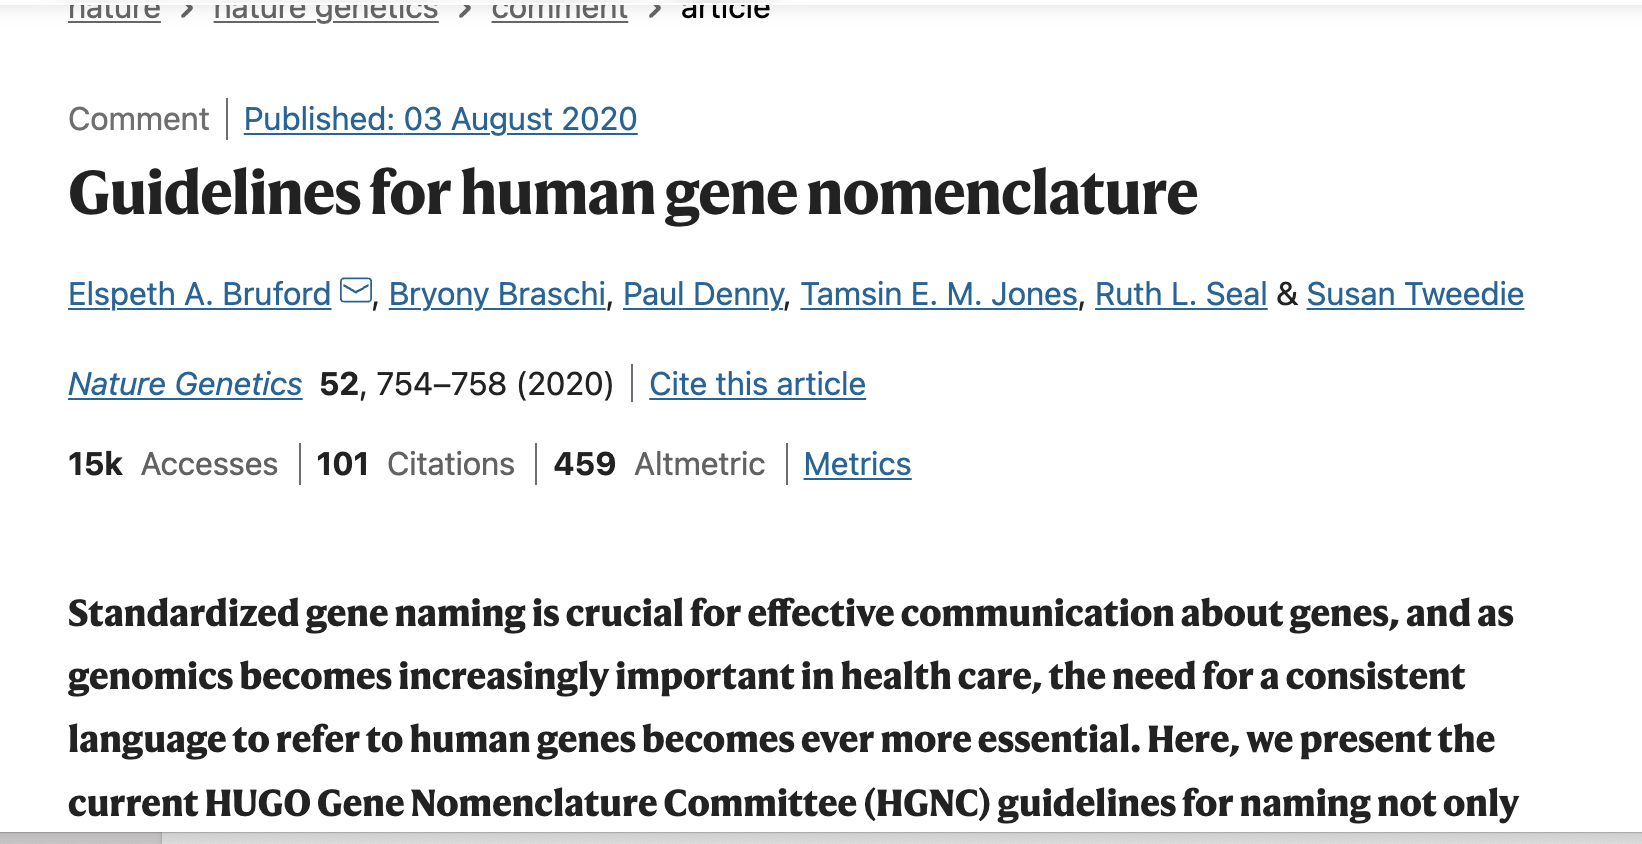 nature > nature genetics > comment > article
Comment | Published: 03 August 2020
Guidelines for human gene nomenclature
Elspeth A. Bruford, Bryony Braschi, Paul Denny, Tamsin E. M. Jones, Ruth L. Seal & Susan Tweedie
Nature Genetics 52, 754–758 (2020) | Cite this article
15k Accesses | 101 Citations | 459 Altmetric | Metrics
Standardized gene naming is crucial for effective communication about genes, and as
genomics becomes increasingly important in health care, the need for a consistent
language to refer to human genes becomes ever more essential. Here, we present the
current HUGO Gene Nomenclature Committee (HGNC) guidelines for naming not only